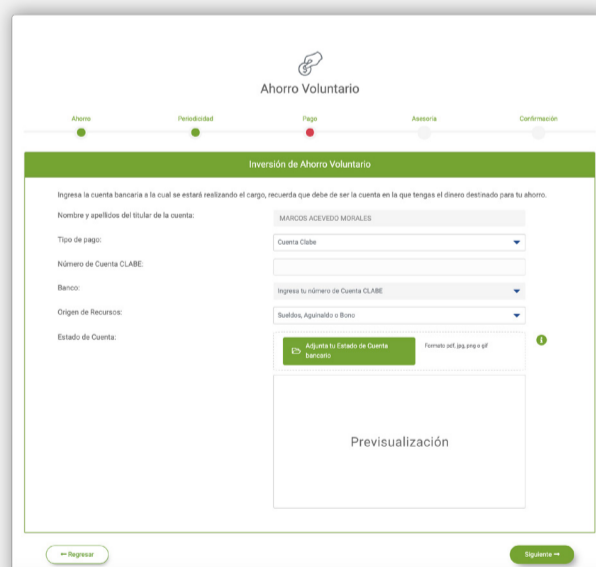 Ahorro Voluntario
Ahorro
Periodicidad
Pago
Asesoría
Confirmación
Inversión de Ahorro Voluntario
Ingresa la cuenta bancaria a la cual se estará realizando el cargo, recuerda que debe de ser la cuenta en la que tengas el dinero destinado para tu ahorro.
Nombre y apellidos del titular de la cuenta:
MARCOS ACEVEDO MORALES
Tipo de pago:
Cuenta Clabe
Número de Cuenta CLABE:
Banco:
Ingresa tu número de Cuenta CLABE
Origen de Recursos:
Sueldos, Aguinaldo o Bono
Estado de Cuenta:
Adjunta tu Estado de Cuenta
bancario
Formato pdf, jpg, png o gif
Previsualización
← Regresar
Siguiente →